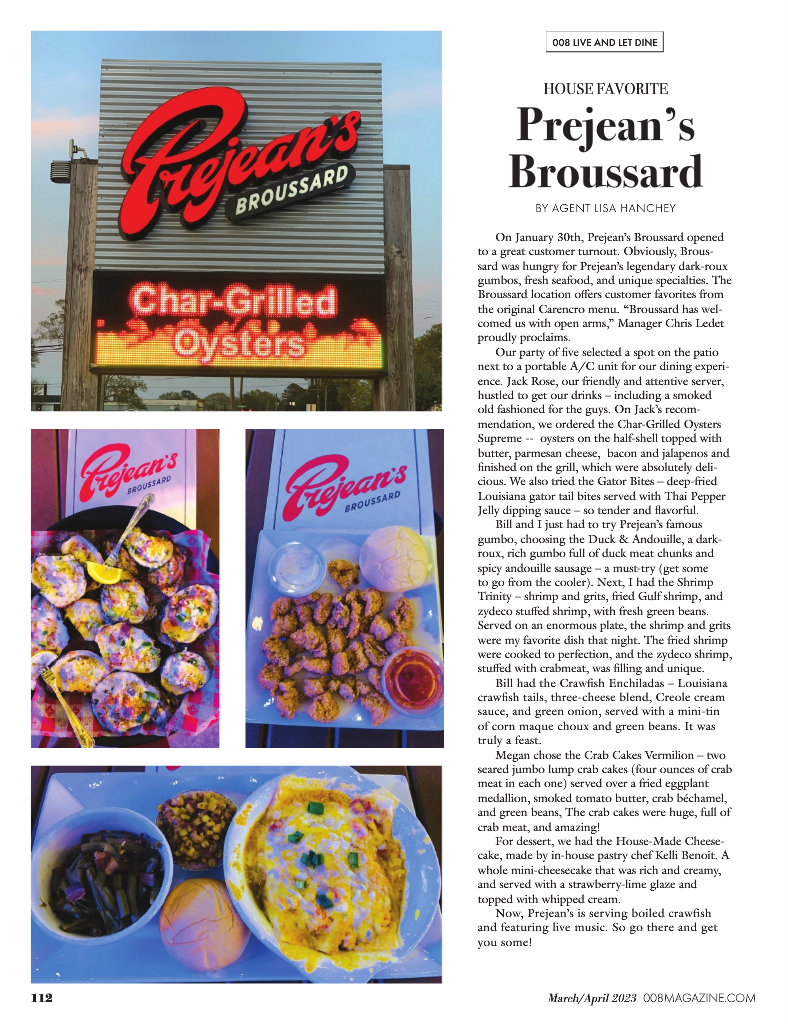 Prejean's
BROUSSARD
Char-Grilled
Oysters
Prejean's
BROUSSARD
Prejean's
BROUSSARD
008 LIVE AND LET DINE
HOUSE FAVORITE
Prejean's
Broussard
BY AGENT LISA HANCHEY
On January 30th, Prejean's Broussard opened
to a great customer turnout. Obviously, Brous-
sard was hungry for Prejean's legendary dark-roux
gumbos, fresh seafood, and unique specialties. The
Broussard location offers customer favorites from
the original Carencro menu. "Broussard has wel-
comed us with open arms," Manager Chris Ledet
proudly proclaims.
Our party of five selected a spot on the patio
next to a portable A/C unit for our dining experi-
ence. Jack Rose, our friendly and attentive server,
hustled to get our drinks – including a smoked
old fashioned for the guys. On Jack's recom-
mendation, we ordered the Char-Grilled Oysters
Supreme -- oysters on the half-shell topped with
butter, parmesan cheese, bacon and jalapenos and
finished on the grill, which were absolutely deli-
cious. We also tried the Gator Bites – deep-fried
Louisiana gator tail bites served with Thai Pepper
Jelly dipping sauce – so tender and flavorful.
Bill and I just had to try Prejean's famous
gumbo, choosing the Duck & Andouille, a dark-
roux, rich gumbo full of duck meat chunks and
spicy andouille sausage – a must-try (get some
to go from the cooler). Next, I had the Shrimp
Trinity – shrimp and grits, fried Gulf shrimp, and
zydeco stuffed shrimp, with fresh green beans.
Served on an enormous plate, the shrimp and grits
were my favorite dish that night. The fried shrimp
were cooked to perfection, and the zydeco shrimp,
stuffed with crabmeat, was filling and unique.
Bill had the Crawfish Enchiladas – Louisiana
crawfish tails, three-cheese blend, Creole cream
sauce, and green onion, served with a mini-tin
of corn maque choux and green beans. It was
truly a feast.
Megan chose the Crab Cakes Vermilion – two
seared jumbo lump crab cakes (four ounces of crab
meat in each one) served over a fried eggplant
medallion, smoked tomato butter, crab béchamel,
and green beans, The crab cakes were huge, full of
crab meat, and amazing!
For dessert, we had the House-Made Cheese-
cake, made by in-house pastry chef Kelli Benoit. A
whole mini-cheesecake that was rich and creamy,
and served with a strawberry-lime glaze and
topped with whipped cream.
Now, Prejean's is serving boiled crawfish
and featuring live music. So go there and get
you some!
112
March/April 2023 008MAGAZINE.COM